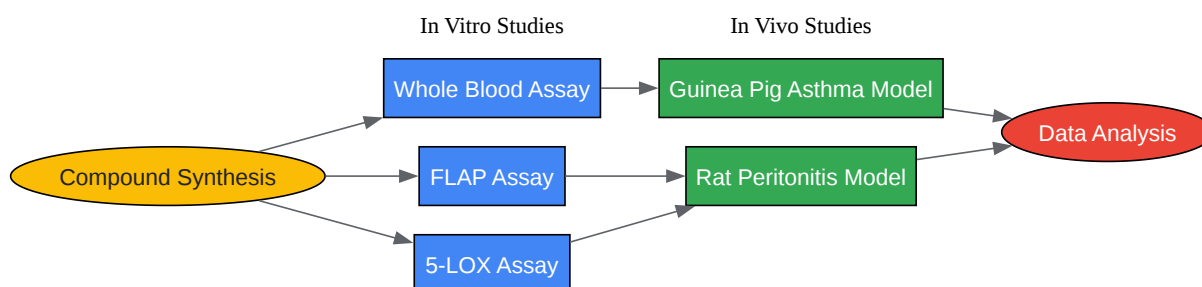 In Vitro Studies
In Vivo Studies
Whole Blood Assay
Guinea Pig Asthma Model
Data Analysis
Compound Synthesis
FLAP Assay
Rat Peritonitis Model
5-LOX Assay